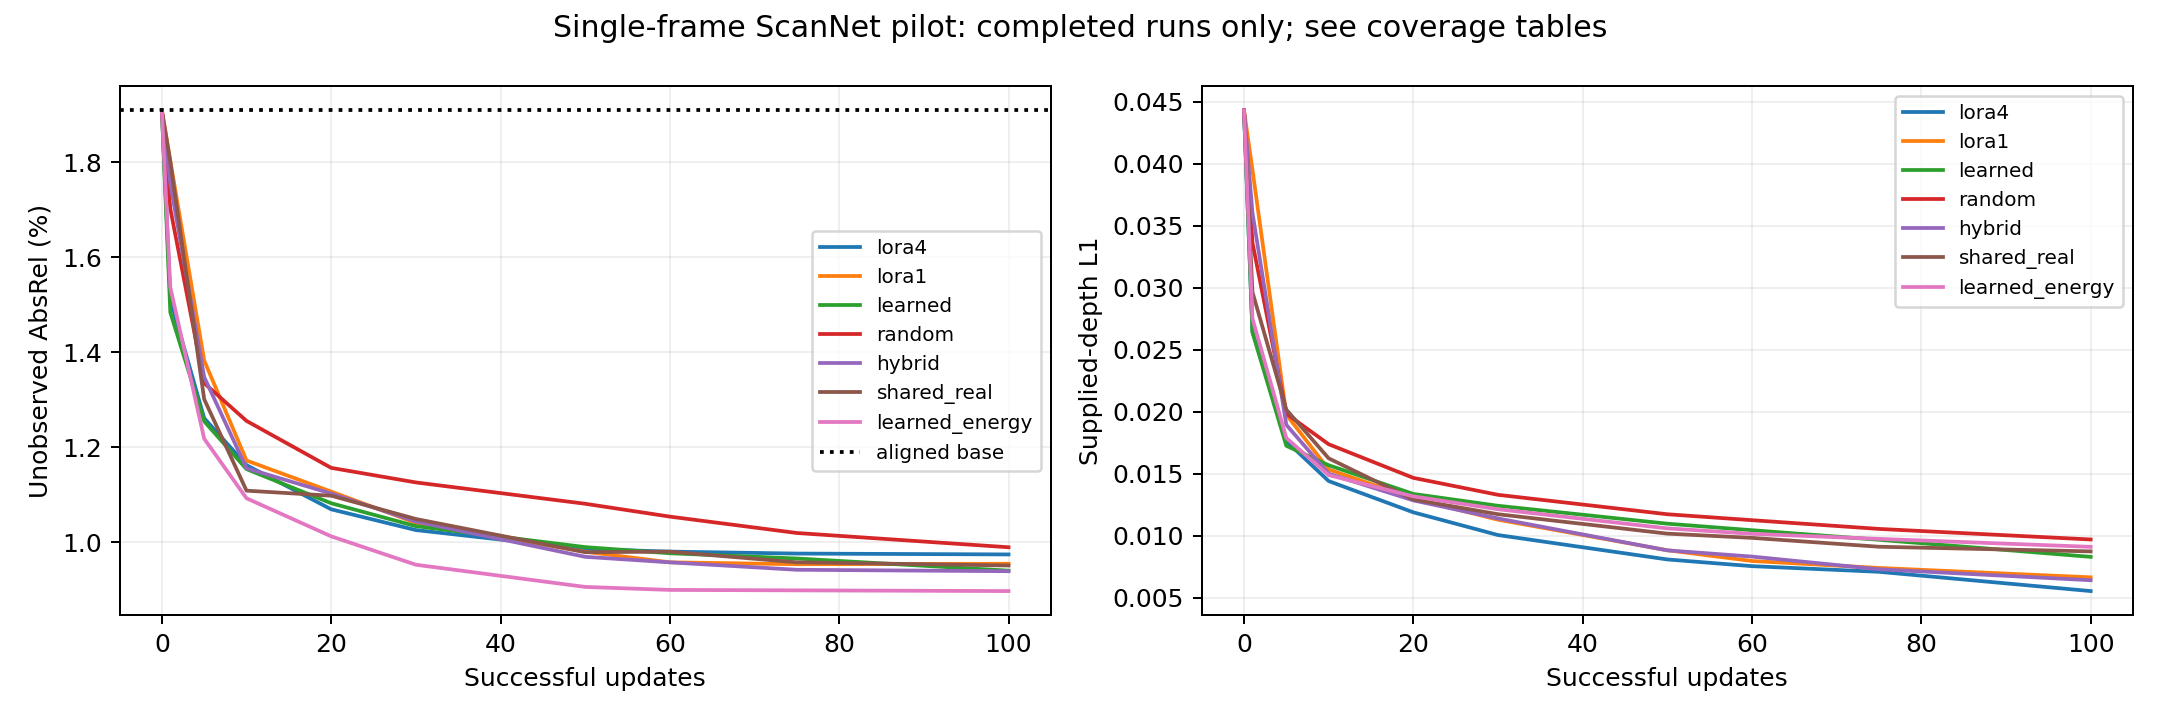 Single-frame ScanNet pilot: completed runs only; see coverage tables
Unobserved AbsRel (%)
1.8
1.6
1.4
1.2
1.0
0
20
40
60
80
100
Successful updates
lora4
lora1
learned
random
hybrid
shared_real
learned_energy
aligned base
Supplied-depth L1
0.045
0.040
0.035
0.030
0.025
0.020
0.015
0.010
0.005
0
20
40
60
80
100
Successful updates
lora4
lora1
learned
random
hybrid
shared_real
learned_energy